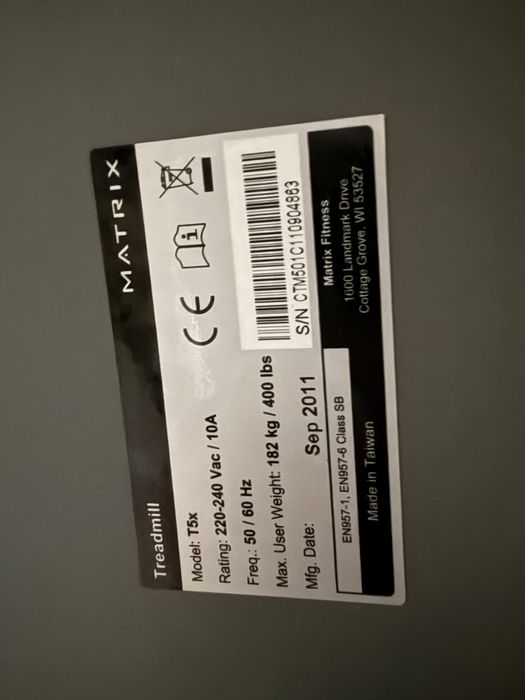 Treadmill
MATRIX
Model: T5x
Rating: 220-240 Vac / 10A
Freq.: 50 / 60 Hz
Max. User Weight: 182 kg / 400 lbs
Mfg. Date: Sep 2011
CE
S/N CTM501C110904863
EN957-1, EN957-6 Class SB
Made in Taiwan
Matrix Fitness
1600 Landmark Drive
Cottage Grove, WI 53527